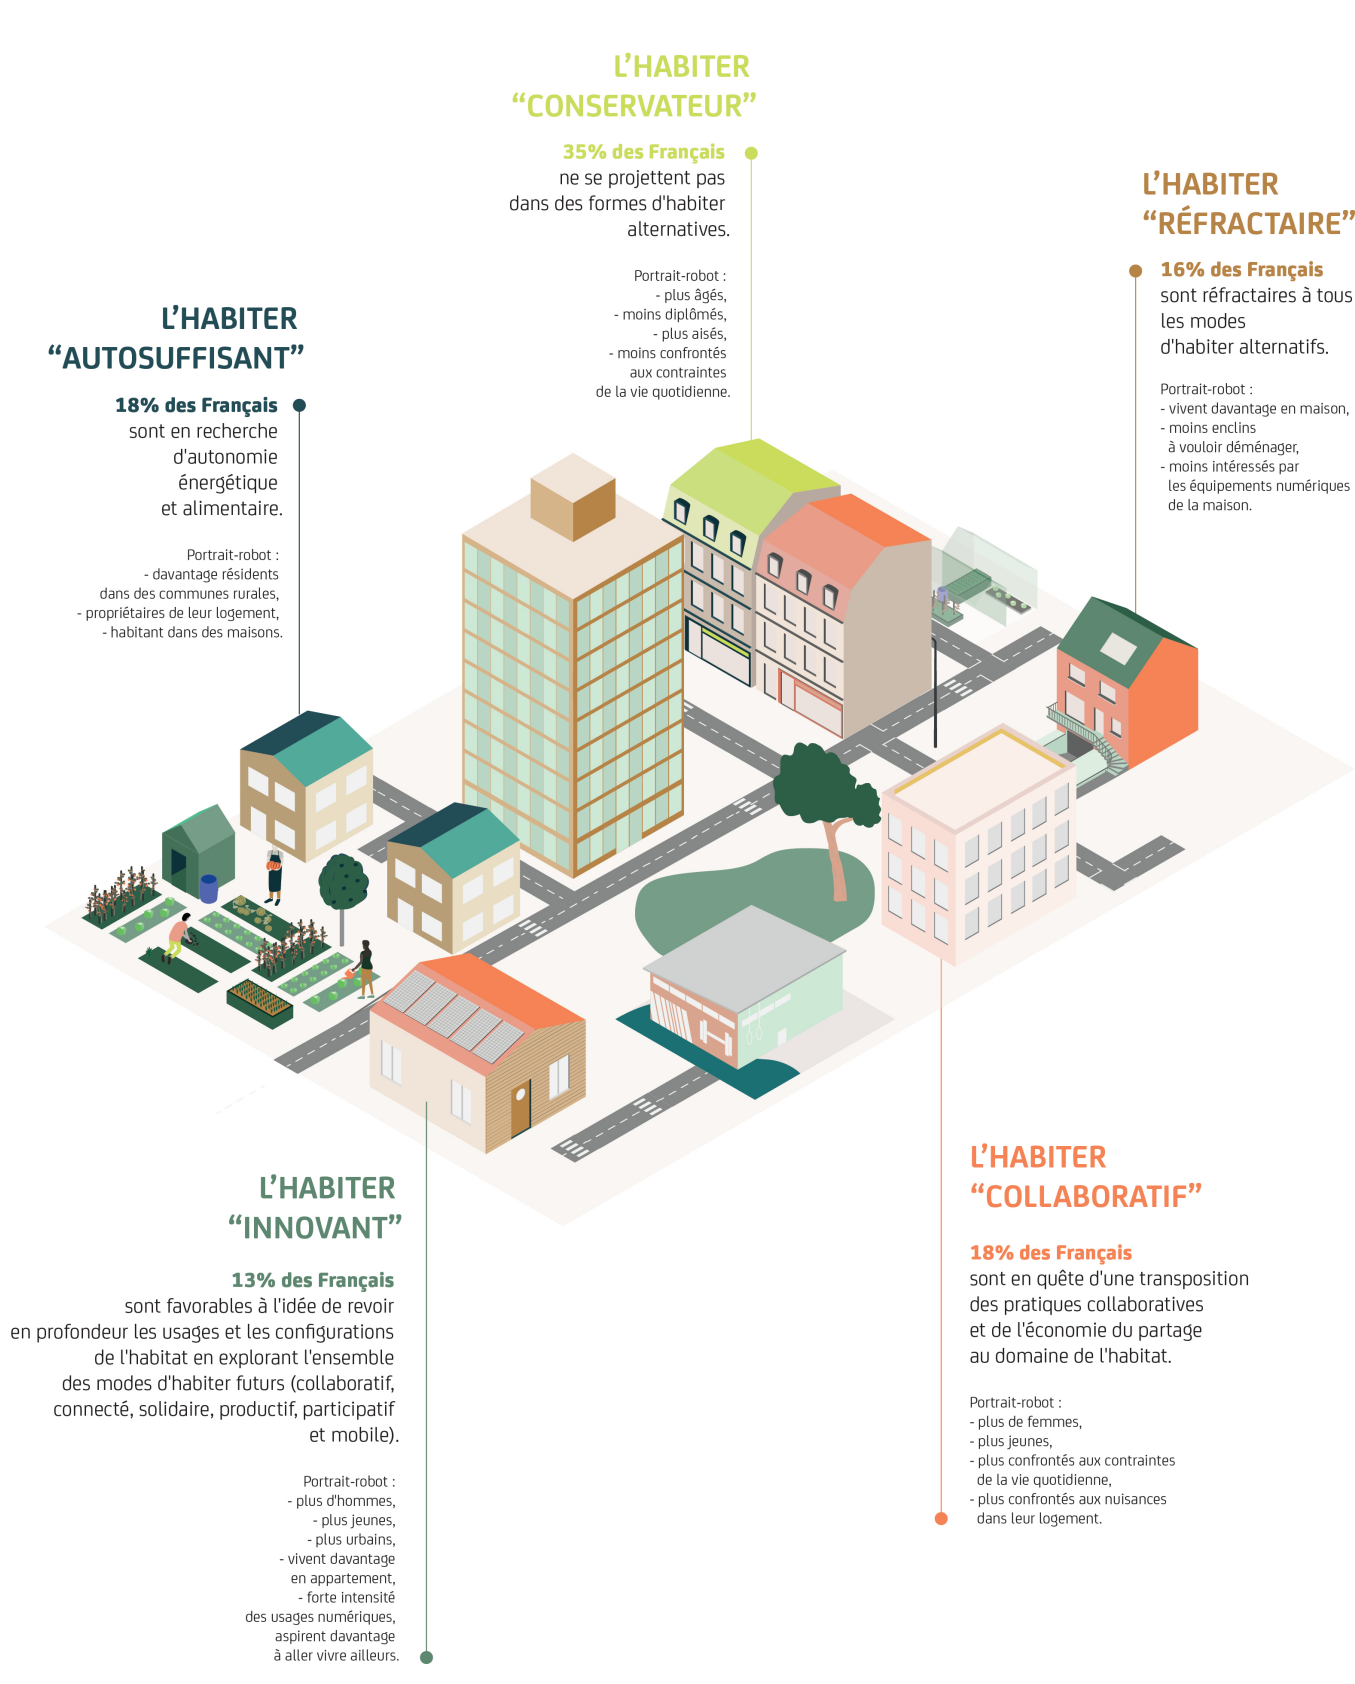 L'HABITER
“CONSERVATEUR”
35% des Français
ne se projettent pas
dans des formes d'habiter
alternatives.
Portrait-robot :
- plus âgés,
- moins diplômés,
- plus aisés,
- moins confrontés
aux contraintes
de la vie quotidienne.
L'HABITER
“RÉFRACTAIRE”
16% des Français
sont réfractaires à tous
les modes
d'habiter alternatifs.
Portrait-robot :
- vivent davantage en maison,
- moins enclins
à vouloir déménager,
- moins intéressés par
les équipements numériques
de la maison.
L'HABITER
“AUTOSUFFISANT”
18% des Français
sont en recherche
d'autonomie
énergétique
et alimentaire.
Portrait-robot :
- davantage résidents
dans des communes rurales,
- propriétaires de leur logement,
- habitant dans des maisons.
L'HABITER
“INNOVANT”
13% des Français
sont favorables à l'idée de revoir
en profondeur les usages et les configurations
de l'habitat en explorant l'ensemble
des modes d'habiter futurs (collaboratif,
connecté, solidaire, productif, participatif
et mobile).
Portrait-robot :
- plus d'hommes,
- plus jeunes,
- plus urbains,
- vivent davantage
en appartement,
- forte intensité
des usages numériques,
aspirent davantage
à aller vivre ailleurs.
L'HABITER
“COLLABORATIF”
18% des Français
sont en quête d'une transposition
des pratiques collaboratives
et de l'économie du partage
au domaine de l'habitat.
Portrait-robot :
- plus de femmes,
- plus jeunes,
- plus confrontés aux contraintes
de la vie quotidienne,
- plus confrontés aux nuisances
dans leur logement.